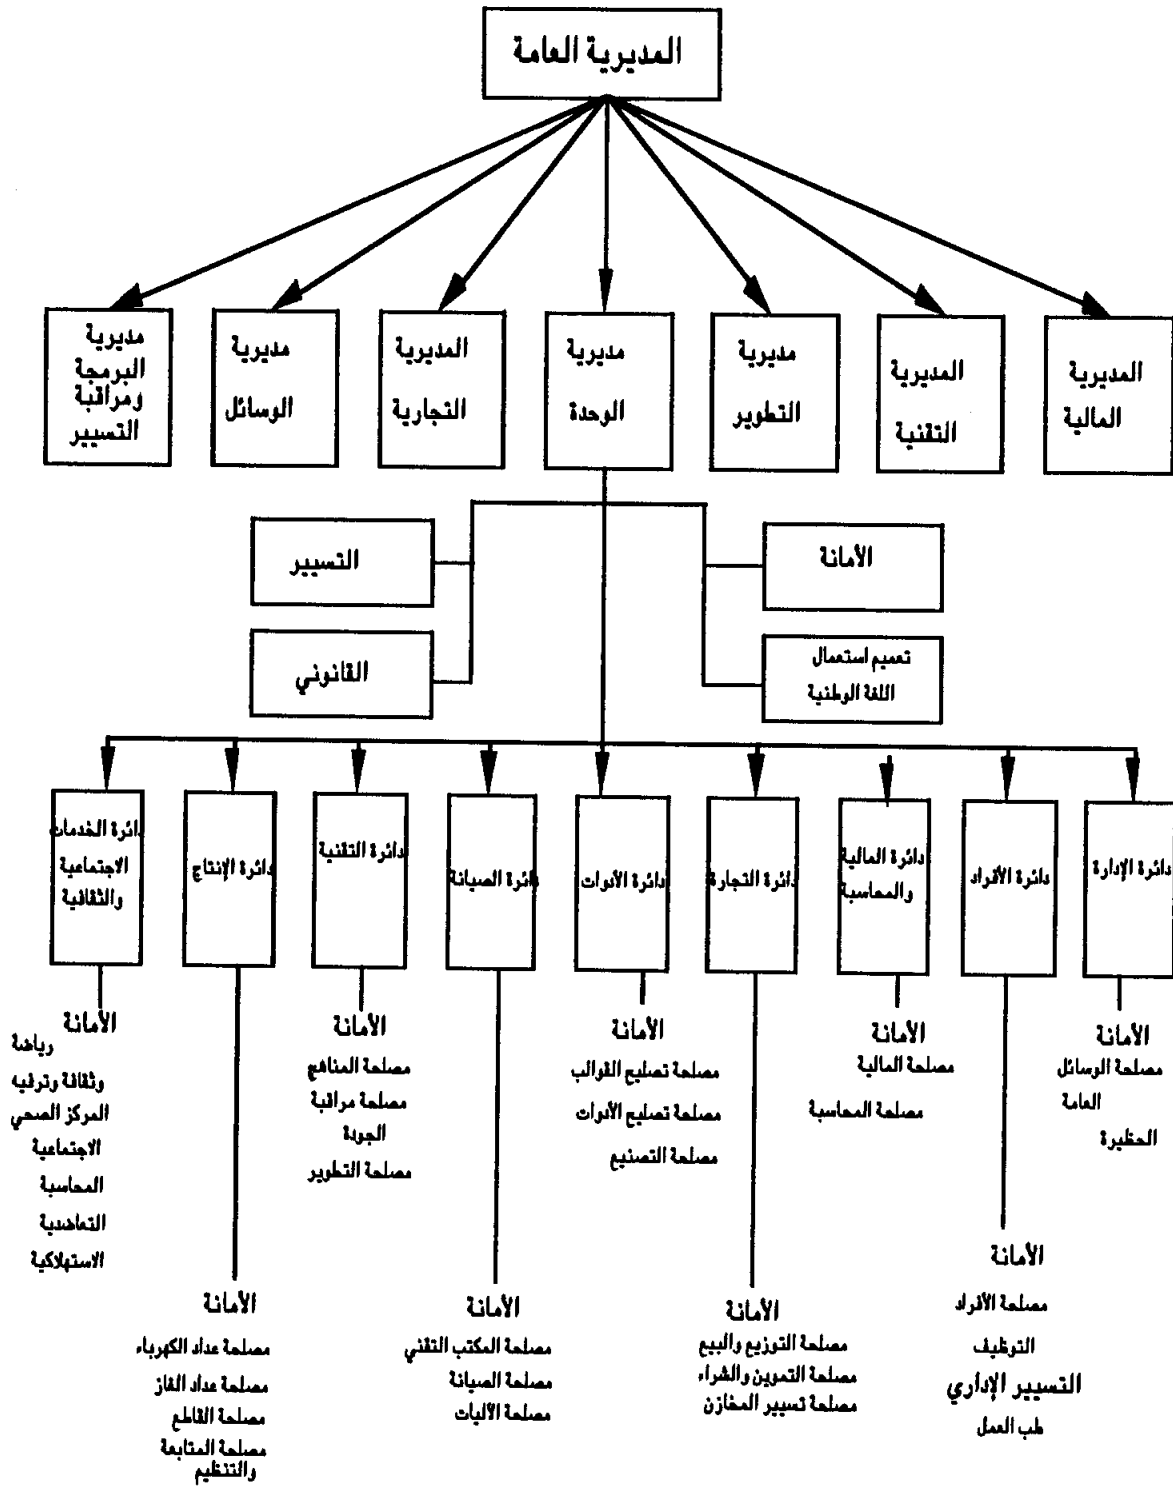 المديرية العامة
المديرية
المالية
المديرية
التقنية
مديرية
التطوير
مديرية
الوحدة
المديرية
التجارية
مديرية
الوسائل
مديرية
البرمجة
ومراقبة
التسيير
الأمانة
تعميم استعمال
اللغة الوطنية
التسيير
القانوني
دائرة الإدارة
دائرة الأفراد
دائرة المالية
والمحاسبة
دائرة التجارة
دائرة الأدوات
دائرة الصيانة
دائرة التقنية
دائرة الإنتاج
دائرة الخدمات
الاجتماعية
والثقافية
الأمانة
مصلحة الوسائل
العامة
الحظيرة
الأمانة
مصلحة الأفراد
التوظيف
التسيير الإداري
طب العمل
الأمانة
مصلحة المالية
مصلحة المحاسبة
الأمانة
مصلحة التوزيع والبيع
مصلحة التموين والشراء
مصلحة تسيير المخازن
الأمانة
مصلحة تصليح القوالب
مصلحة تصليح الأدوات
مصلحة التصنيع
الأمانة
مصلحة المكتب التقني
مصلحة الصيانة
مصلحة الآليات
الأمانة
مصلحة المناهج
مصلحة مراقبة
الجودة
مصلحة التطوير
الأمانة
مصلحة عداد الكهرباء
مصلحة عداد الغاز
مصلحة القاطع
مصلحة المتابعة
والتنظيم
الأمانة
رياضة
وثقافة وترفيه
المركز الصحي
الاجتماعية
المحاسبة
التعاضدية
الاستهلاكية